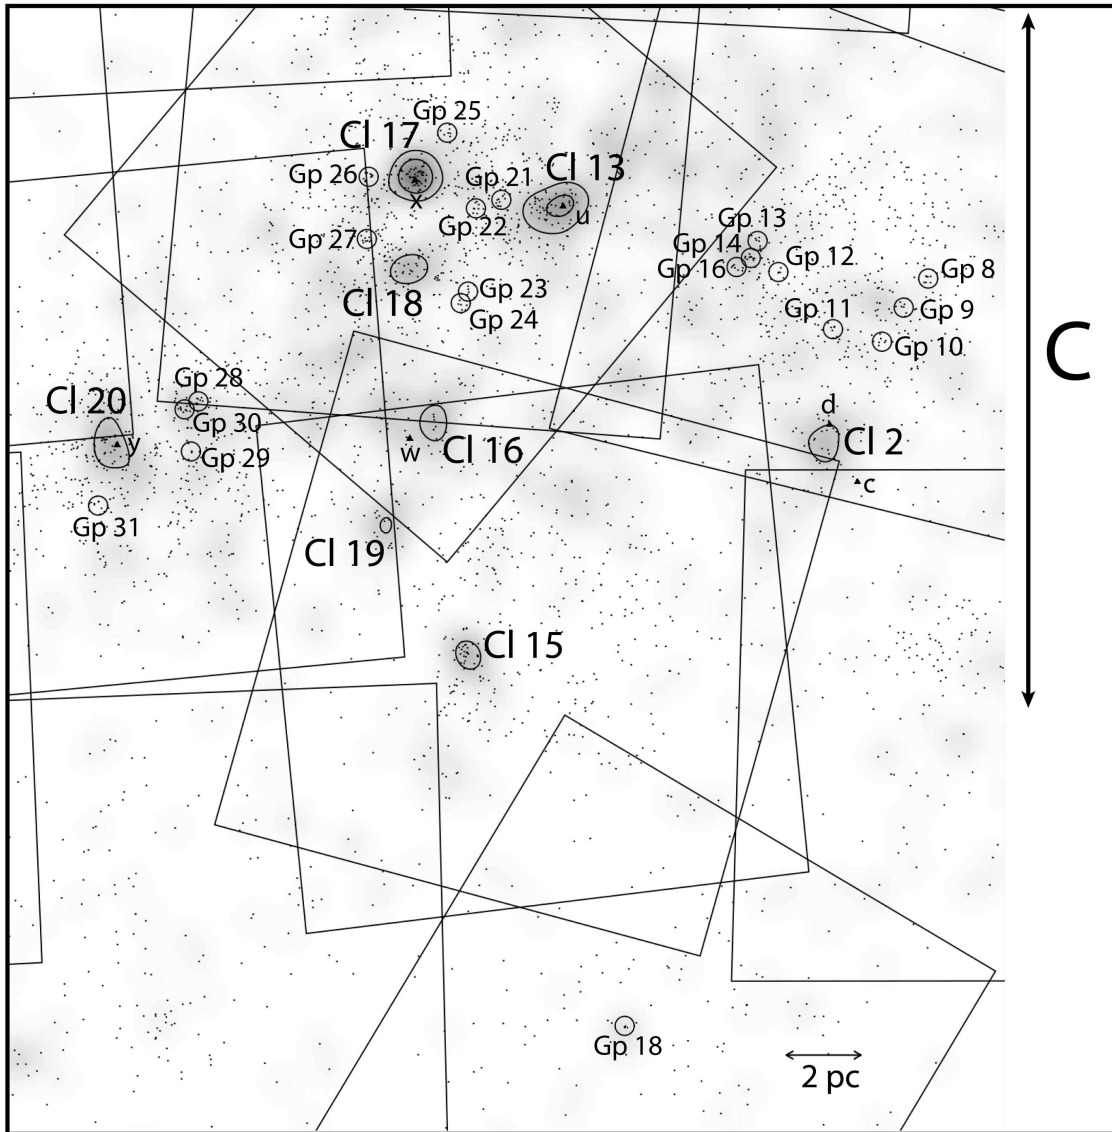 Gp 25
Cl 17
Cl 13
Gp 26
Gp 21
x
u
Gp 22
Gp 13
Gp 27
Gp 14
Gp 16
Gp 12
Gp 8
Cl 18
Gp 23
Gp 24
Gp 11
Gp 9
Gp 10
C
Gp 28
Cl 20
Gp 30
d
y
Gp 29
w
Cl 16
Cl 2
c
Gp 31
Cl 19
Cl 15
Gp 18
2 pc